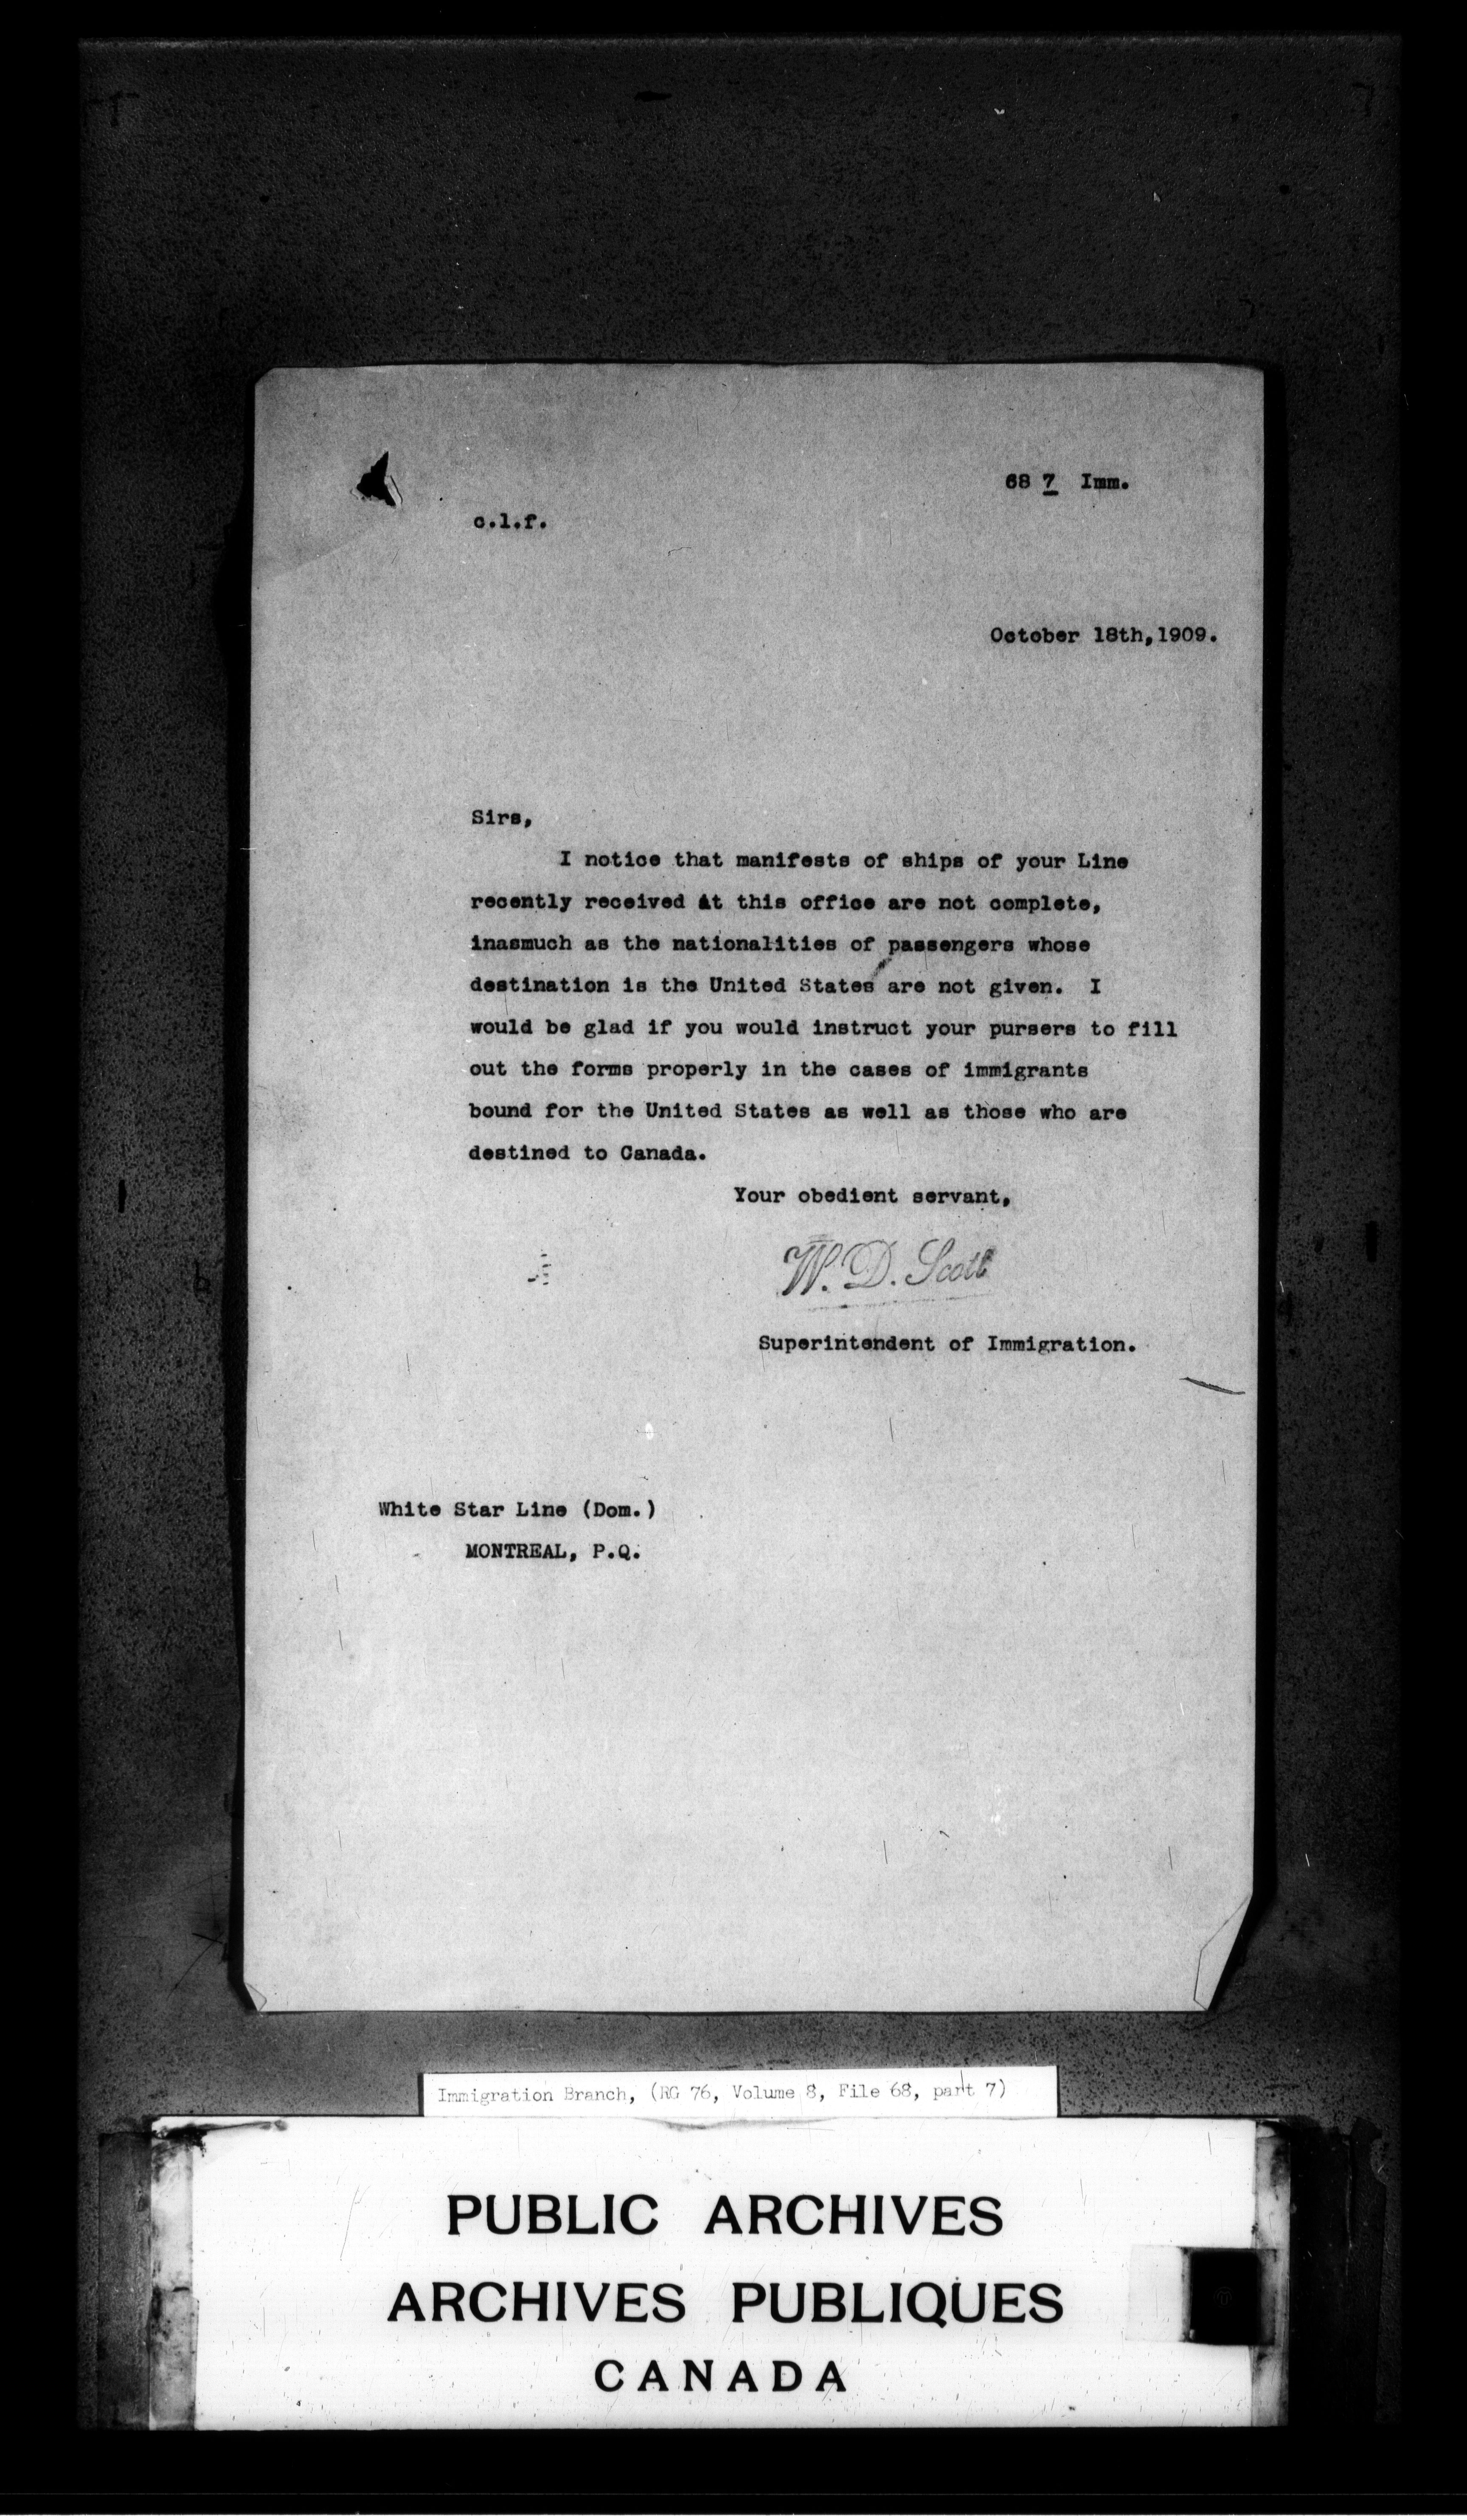 68 7 Imm.
c.l.f.
October 18th, 1909.
Sirs,
I notice that manifests of ships of your Line
recently received at this office are not complete,
inasmuch as the nationalities of passengers whose
destination is the United States are not given. I
would be glad if you would instruct your pursers to fill
out the forms properly in the cases of immigrants
bound for the United States as well as those who are
destined to Canada.
Your obedient servant,
W. D. Scott
Superintendent of Immigration.
White Star Line (Dom.)
MONTREAL, P.Q.
Immigration Branch, (RG 76, Volume 8, File 68, part 7)
PUBLIC ARCHIVES
ARCHIVES PUBLIQUES
CANADA